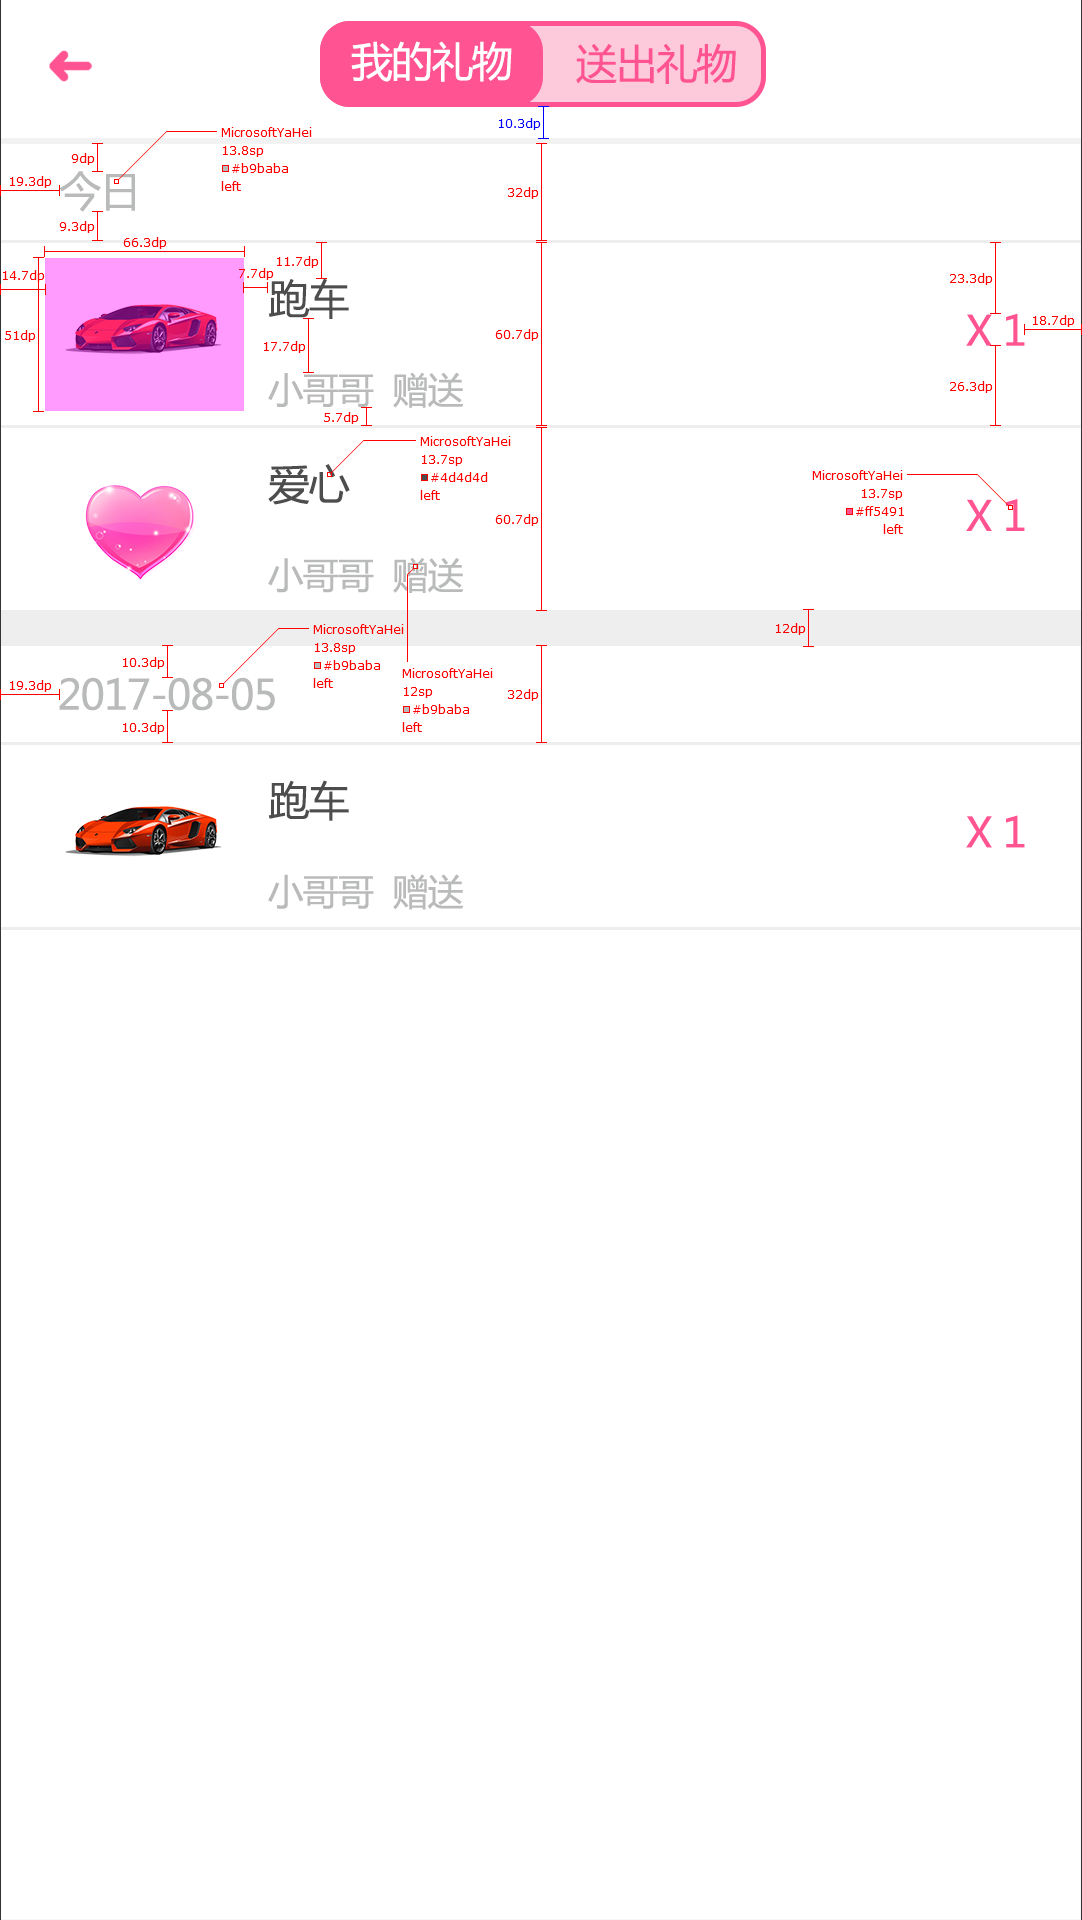 我的礼物 送出礼物
10.3dp
MicrosoftYaHei
13.8sp
#b9baba
left
9dp
19.3dp
今日
9.3dp
32dp
66.3dp
14.7dp
7.7dp
11.7dp
跑车
51dp
17.7dp
小哥哥 赠送
5.7dp
60.7dp
23.3dp
X 1
18.7dp
26.3dp
爱心
MicrosoftYaHei
13.7sp
#4d4d4d
left
60.7dp
MicrosoftYaHei
13.7sp
#ff5491
left
X 1
小哥哥 赠送
12dp
MicrosoftYaHei
13.8sp
#b9baba
left
10.3dp
19.3dp
2017-08-05
10.3dp
MicrosoftYaHei
12sp
#b9baba
left
32dp
跑车
X 1
小哥哥 赠送